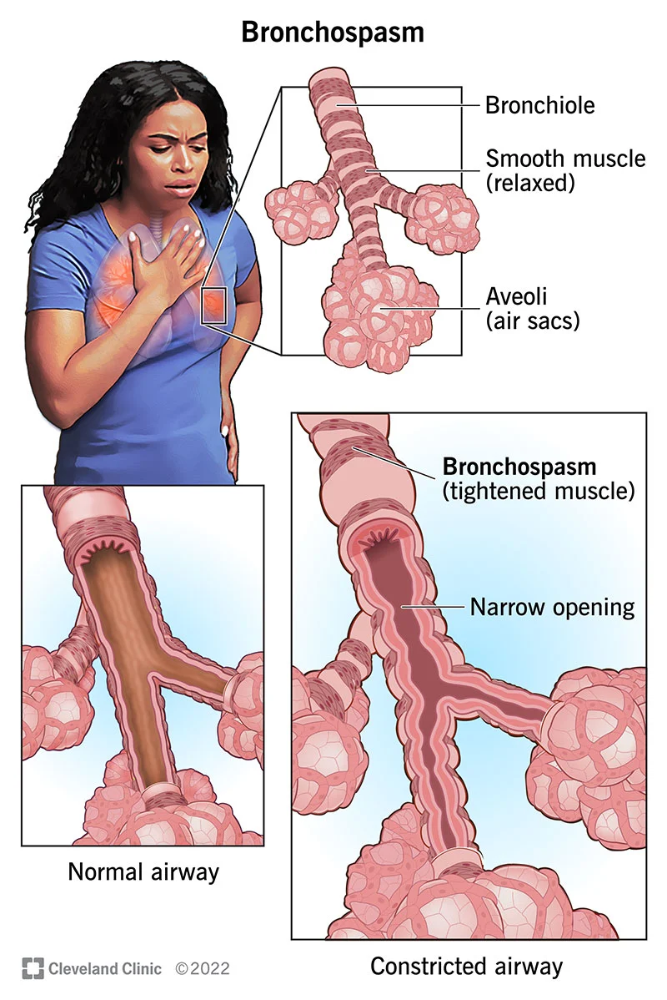 Bronchospasm
Bronchiole
Smooth muscle
(relaxed)
Aveoli
(air sacs)
Bronchospasm
(tightened muscle)
Narrow opening
Normal airway
Constricted airway
Cleveland Clinic ©2022